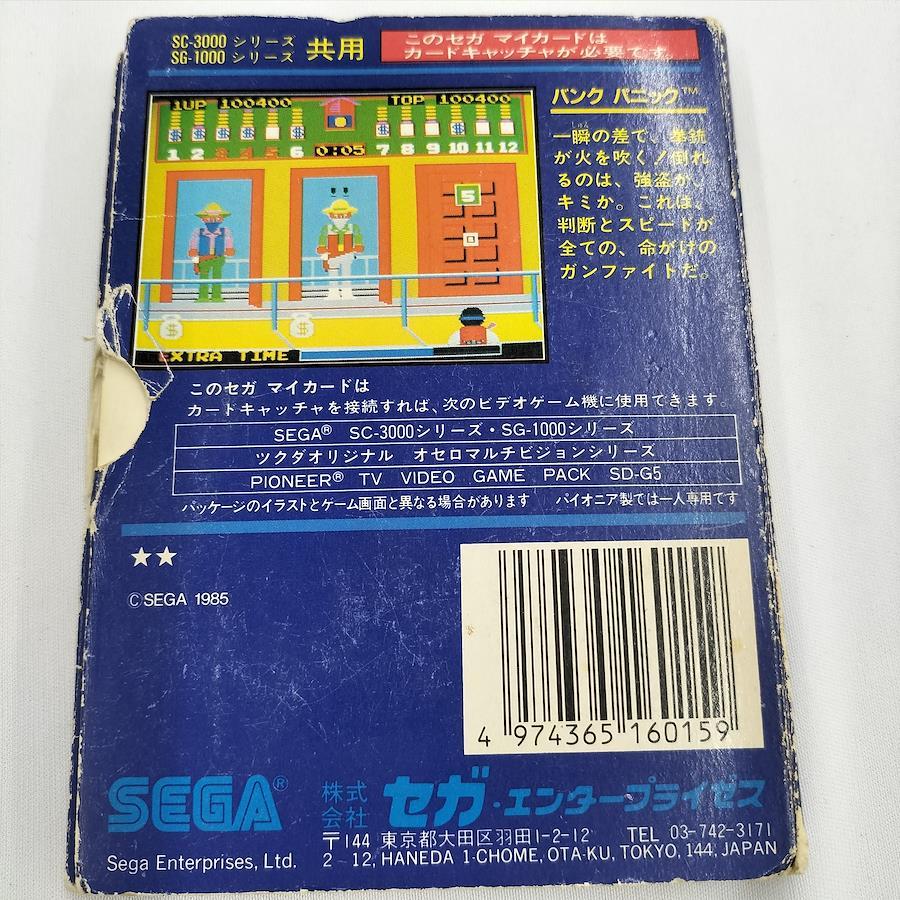 SC-3000 シリーズ
SG-1000 シリーズ 共用
このセガ マイカードは
カードキャッチャが必要です。
1UP 100400 TOP 100400
1 2 3 4 5 6 0:05 7 8 9 10 11 12
5
EXTRA TIME
バンク パニック™
一瞬の差で、拳銃
しゅん
が火を吹く!倒れ
るのは、強盗か、
キミか。これは、
判断とスピードが
全ての、命がけの
ガンファイトだ。
このセガ マイカードは
カードキャッチャを接続すれば、次のビデオゲーム機に使用できます。
SEGA® SC-3000シリーズ・SG-1000シリーズ
ツクダオリジナル オセロマルチビジョンシリーズ
PIONEER® TV VIDEO GAME PACK SD-G5
パッケージのイラストとゲーム画面と異なる場合があります パイオニア製では一人専用です
★★
©SEGA 1985
4 974365 160159
SEGA®
Sega Enterprises, Ltd.
株式会社 セガ・エンタープライゼス
〒144 東京都大田区羽田1-2-12 TEL 03-742-3171
2-12, HANEDA 1-CHOME, OTA-KU, TOKYO, 144, JAPAN